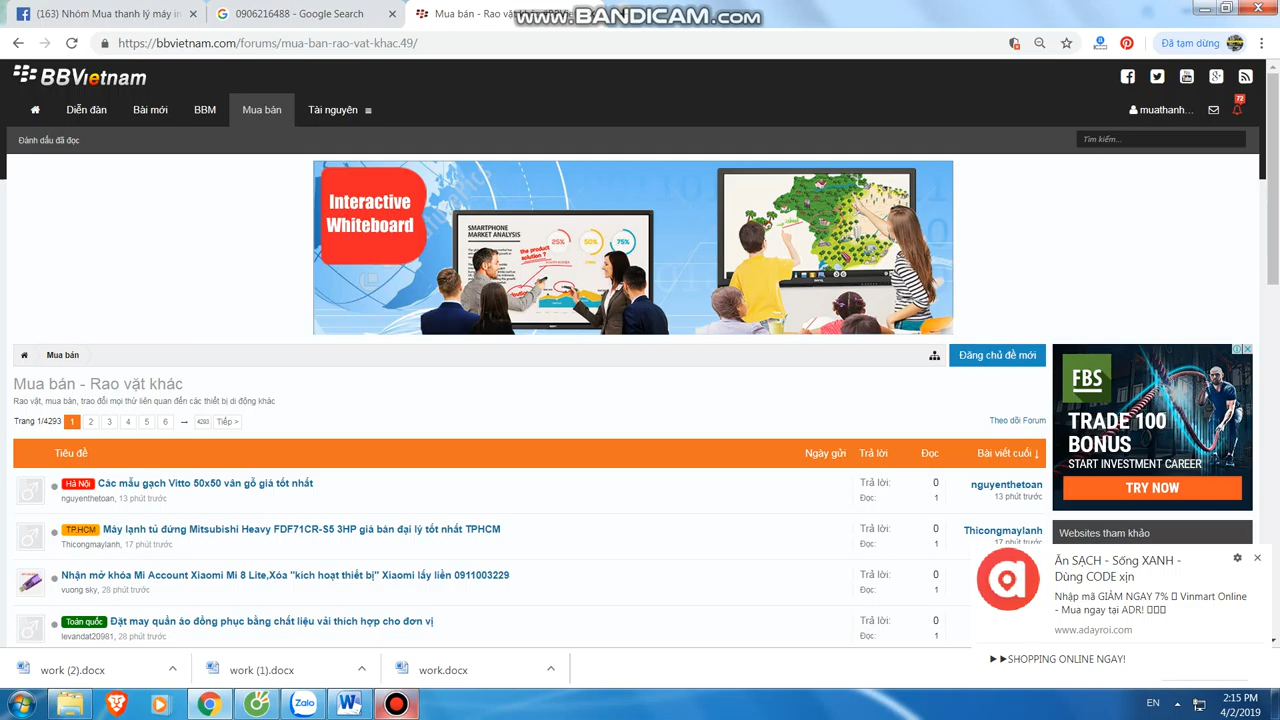 (163) Nhóm Mua thanh lý máy in
0906216488 - Google Search
Mua bán - Rao vặt khác
www.BANDICAM.com
https://bbvietnam.com/forums/mua-ban-rao-vat-khac.49/
Đã tạm dừng
BBVietnam
Diễn đàn
Bài mới
BBM
Mua bán
Tài nguyên
muathanh...
72
Đánh dấu đã đọc
Tìm kiếm...
Interactive
Whiteboard
SMARTPHONE
MARKET ANALYSIS
the product
solution ?
25%
50%
75%
Mua bán
Đăng chủ đề mới
Mua bán - Rao vặt khác
Rao vặt, mua bán, trao đổi mọi thứ liên quan đến các thiết bị di động khác
Trang 1/4293
1
2
3
4
5
6
→
4293
Tiếp >
Theo dõi Forum
FBS
TRADE 100
BONUS
START INVESTMENT CAREER
TRY NOW
Tiêu đề
Ngày gửi
Trả lời
Đọc
Bài viết cuối ↓
Hà Nội Các mẫu gạch Vitto 50x50 vân gỗ giá tốt nhất
nguyenthetoan, 13 phút trước
Trả lời: 0
Đọc: 1
nguyenthetoan
13 phút trước
TP.HCM Máy lạnh tủ đứng Mitsubishi Heavy FDF71CR-S5 3HP giá bán đại lý tốt nhất TPHCM
Thicongmaylanh, 17 phút trước
Trả lời: 0
Đọc: 1
Thicongmaylanh
17 phút trước
Websites tham khảo
Nhận mở khóa Mi Account Xiaomi Mi 8 Lite,Xóa "kích hoạt thiết bị" Xiaomi lấy liền 0911003229
vuong sky, 28 phút trước
Trả lời: 0
Đọc: 1
Toàn quốc Đặt may quần áo đồng phục bằng chất liệu vải thích hợp cho đơn vị
levandat20981, 28 phút trước
Trả lời: 0
Đọc: 1
Ăn SẠCH - Sống XANH -
Dùng CODE xịn
Nhập mã GIẢM NGAY 7% Vinmart Online
- Mua ngay tại ADR!
www.adayroi.com
►►SHOPPING ONLINE NGAY!
work (2).docx
work (1).docx
work.docx
Zalo
EN
2:15 PM
4/2/2019